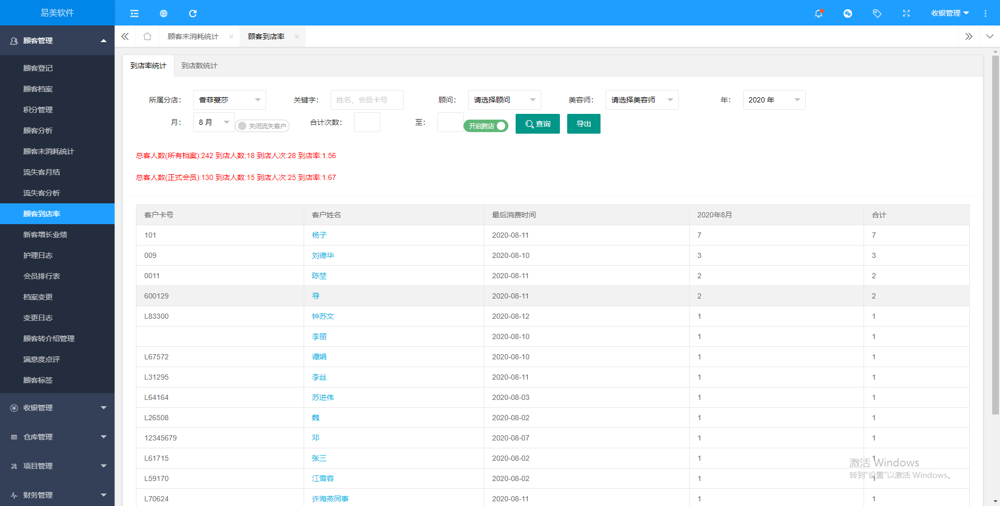 易美软件
收银管理
顾客管理
顾客登记
顾客档案
积分管理
顾客分析
顾客未消耗统计
流失客月结
流失客分析
顾客到店率
新客增长业绩
护理日志
会员排行表
档案变更
变更日志
顾客转介绍管理
满意度点评
顾客标签
收银管理
仓库管理
项目管理
财务管理
顾客未消耗统计 顾客到店率
到店率统计 到店数统计
所属分店: 香菲蔓莎 关键字: 姓名、会员卡号 顾问: 请选择顾问 美容师: 请选择美容师 年: 2020 年
月: 8 月 关闭流失客户 合计次数: 至: 开启跨店 查询 导出
总客人数(所有档案):242 到店人数:18 到店人次:28 到店率:1.56
总客人数(正式会员):130 到店人数:15 到店人次:25 到店率:1.67
客户卡号 客户姓名 最后消费时间 2020年8月 合计
101 杨子 2020-08-11 7 7
009 刘德华 2020-08-10 3 3
0011 陈堃 2020-08-11 2 2
600129 导 2020-08-11 2 2
L83300 钟苏文 2020-08-12 1 1
李丽 2020-08-10 1 1
L67572 谭娟 2020-08-10 1 1
L31295 李丝 2020-08-11 1 1
L64164 苏进伟 2020-08-03 1 1
L26508 魏 2020-08-02 1 1
12345679 邓 2020-08-07 1 1
L61715 张三 2020-08-02 1 1
L59170 江雪容 2020-08-02 1 1
L70624 许海燕同事 2020-08-11 1 1
激活 Windows
转到"设置"以激活 Windows。